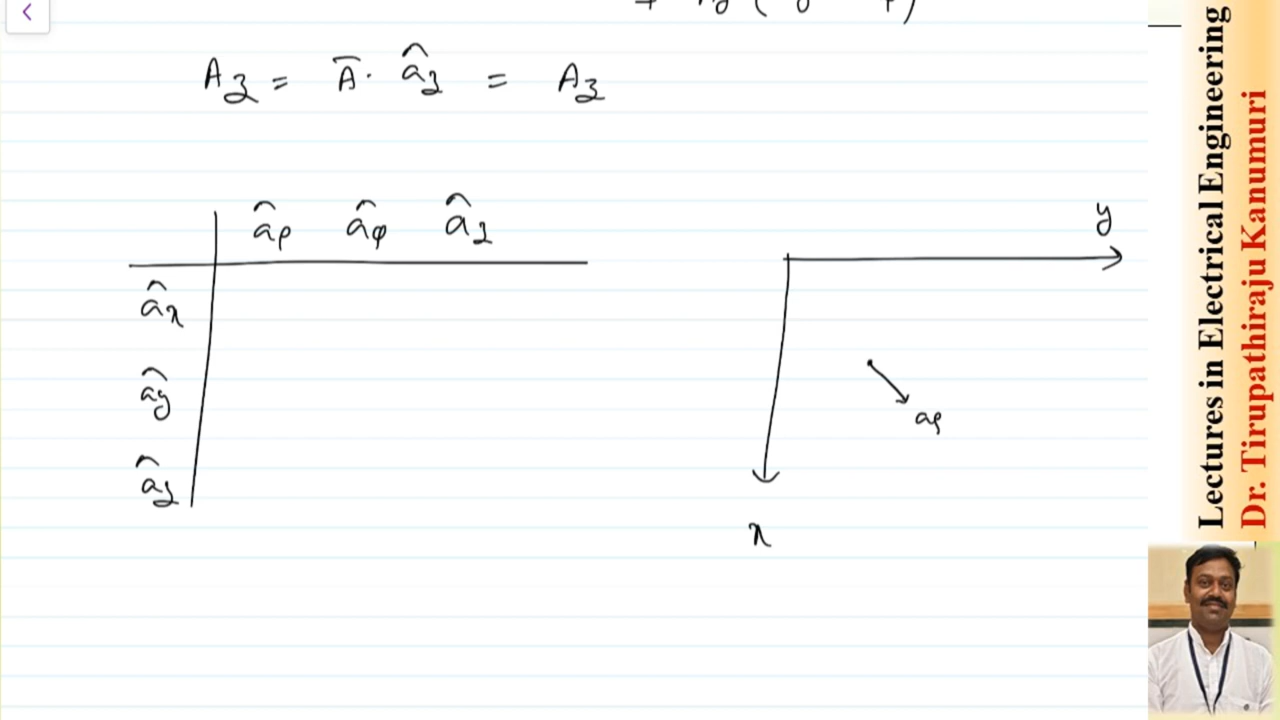 A_z = A̅ · â_z = A_z
â_ρ â_φ â_z
â_x
â_y
â_z
y
a_ρ
x
Lectures in Electrical Engineering
Dr. Tirupathiraju Kanumuri